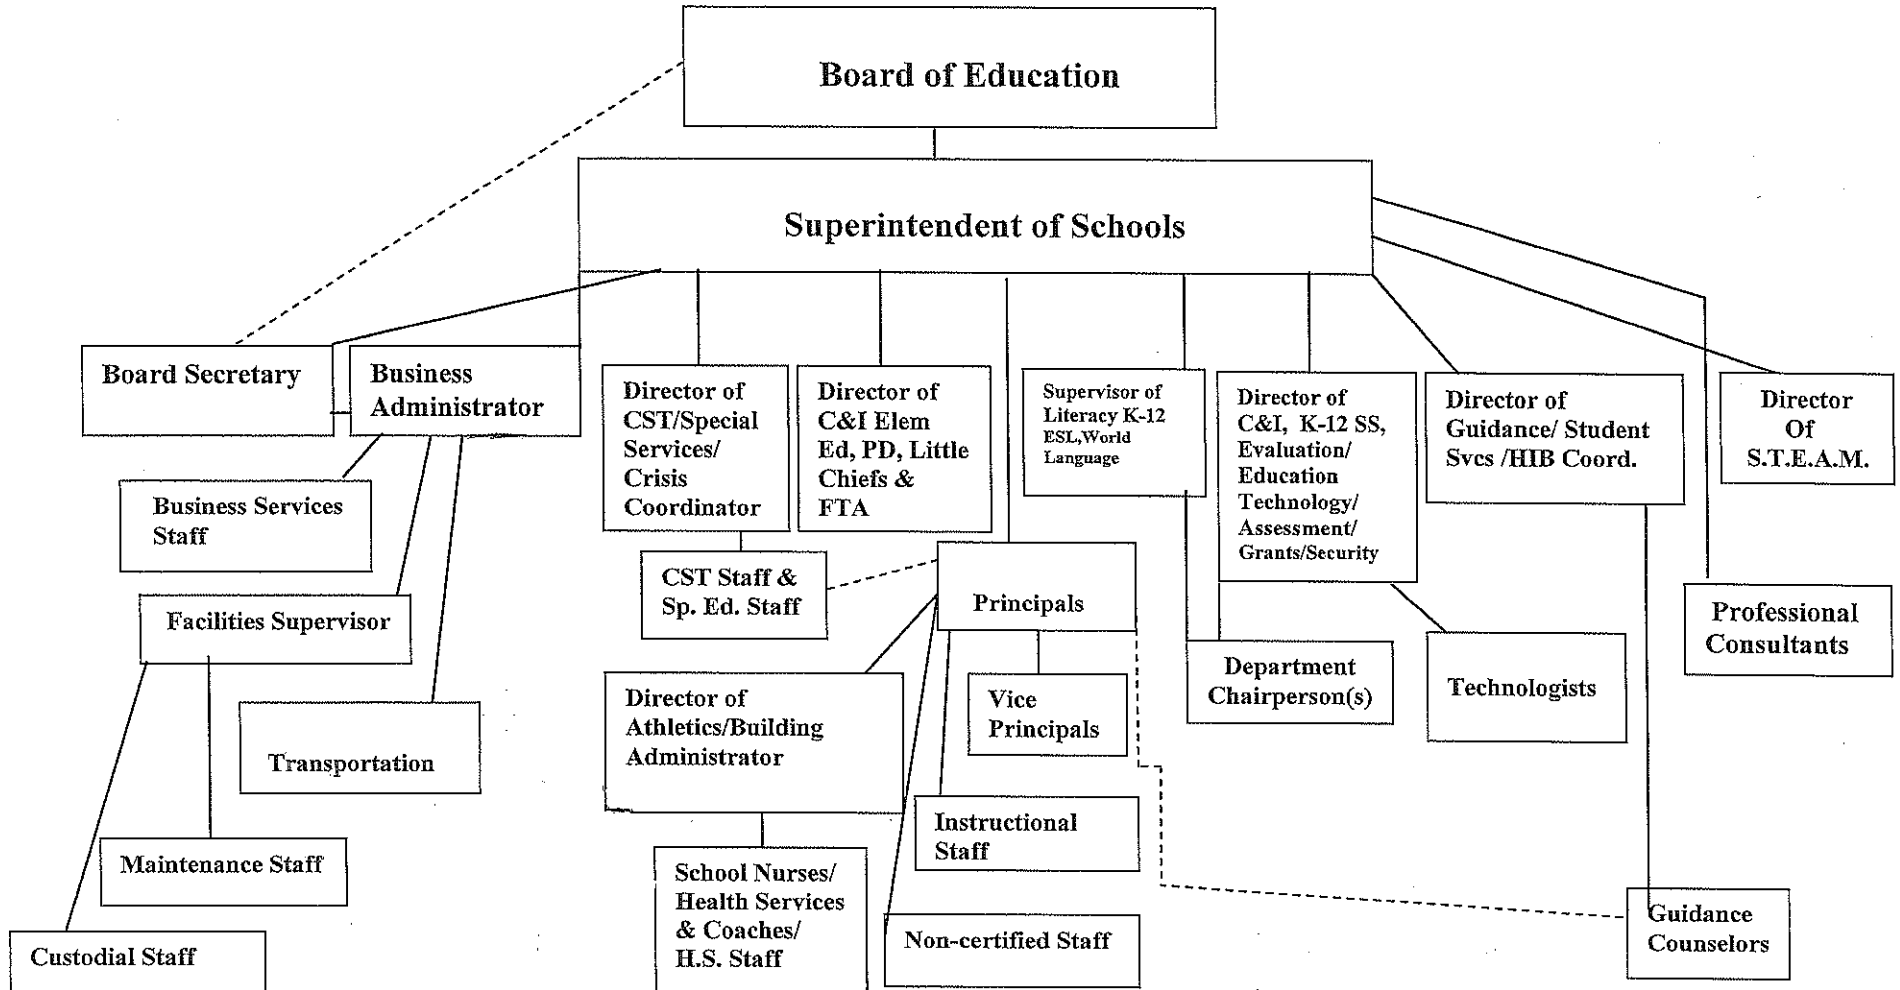 Board of Education
Superintendent of Schools
Board Secretary
Business
Administrator
Director of
CST/Special
Services/
Crisis
Coordinator
Director of
C&I Elem
Ed, PD, Little
Chiefs &
FTA
Supervisor of
Literacy K-12
ESL,World
Language
Director of
C&I, K-12 SS,
Evaluation/
Education
Technology/
Assessment/
Grants/Security
Director of
Guidance/ Student
Svcs /HIB Coord.
Director
Of
S.T.E.A.M.
Business Services
Staff
CST Staff &
Sp. Ed. Staff
Principals
Facilities Supervisor
Professional
Consultants
Department
Chairperson(s)
Technologists
Director of
Athletics/Building
Administrator
Vice
Principals
Transportation
Instructional
Staff
Maintenance Staff
School Nurses/
Health Services
& Coaches/
H.S. Staff
Non-certified Staff
Guidance
Counselors
Custodial Staff